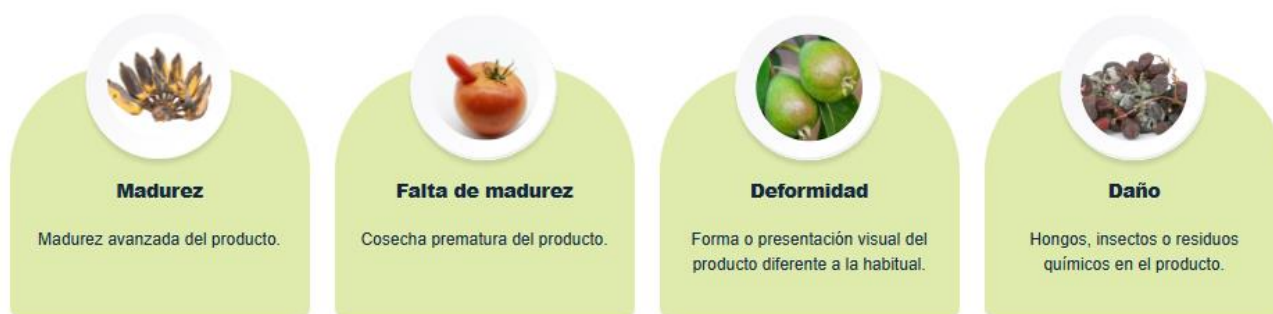 Madurez
Madurez avanzada del producto.
Falta de madurez
Cosecha prematura del producto.
Deformidad
Forma o presentación visual del
producto diferente a la habitual.
Daño
Hongos, insectos o residuos
químicos en el producto.